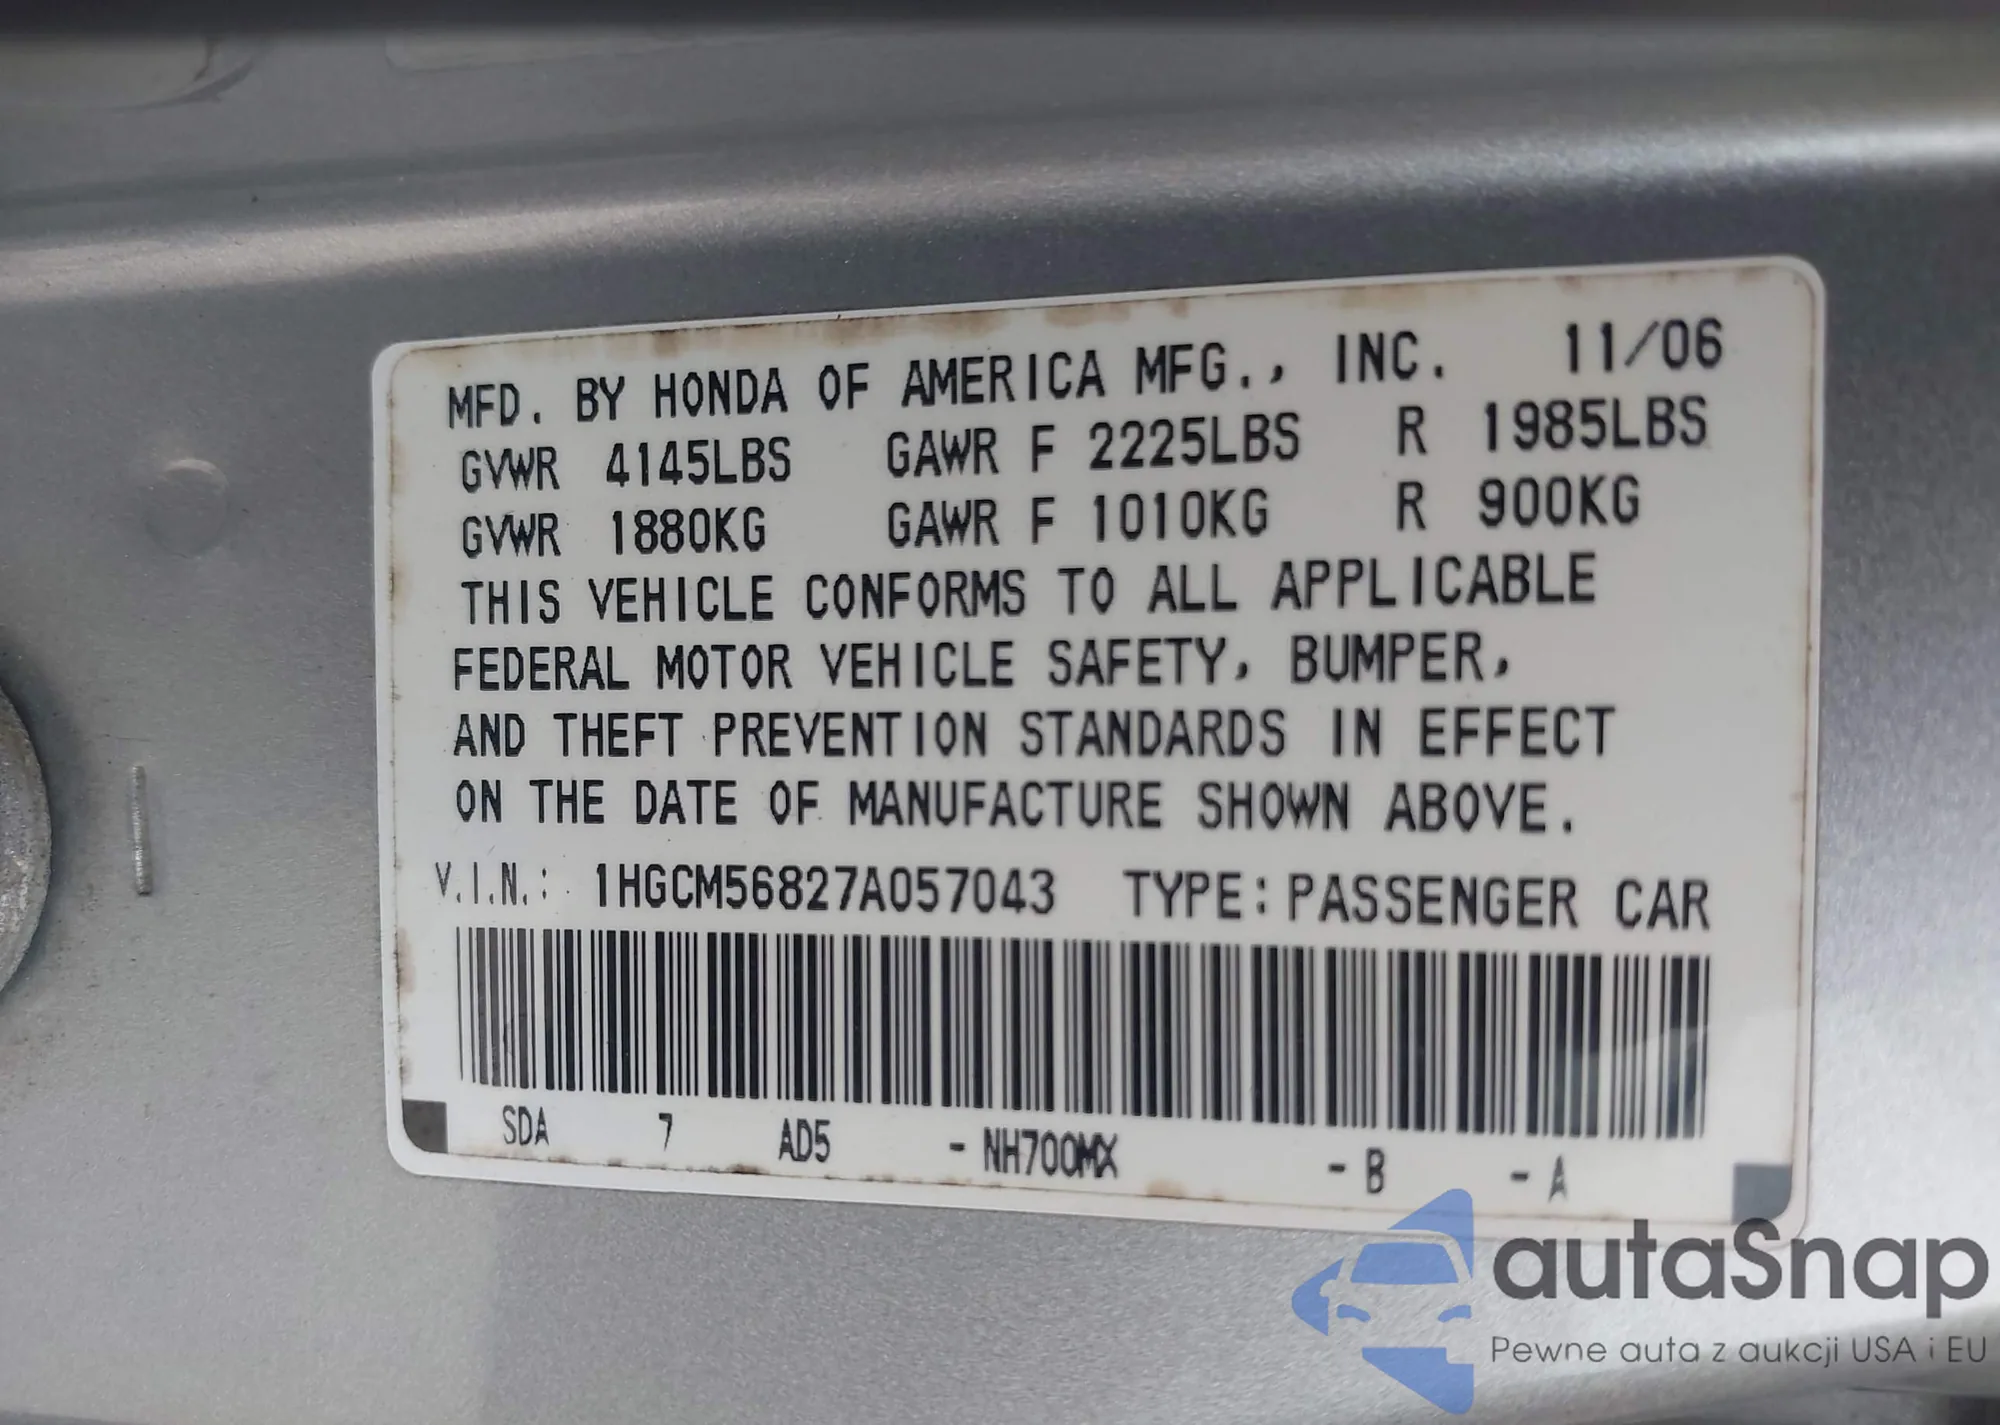 MFD. BY HONDA OF AMERICA MFG., INC. 11/06
GVWR 4145LBS GAWR F 2225LBS R 1985LBS
GVWR 1880KG GAWR F 1010KG R 900KG
THIS VEHICLE CONFORMS TO ALL APPLICABLE
FEDERAL MOTOR VEHICLE SAFETY, BUMPER,
AND THEFT PREVENTION STANDARDS IN EFFECT
ON THE DATE OF MANUFACTURE SHOWN ABOVE.
V.I.N.: 1HGCM56827A057043 TYPE: PASSENGER CAR
SDA 7 AD5 - NH700MX - B - A
autaSnap
Pewne auta z aukcji USA i EU